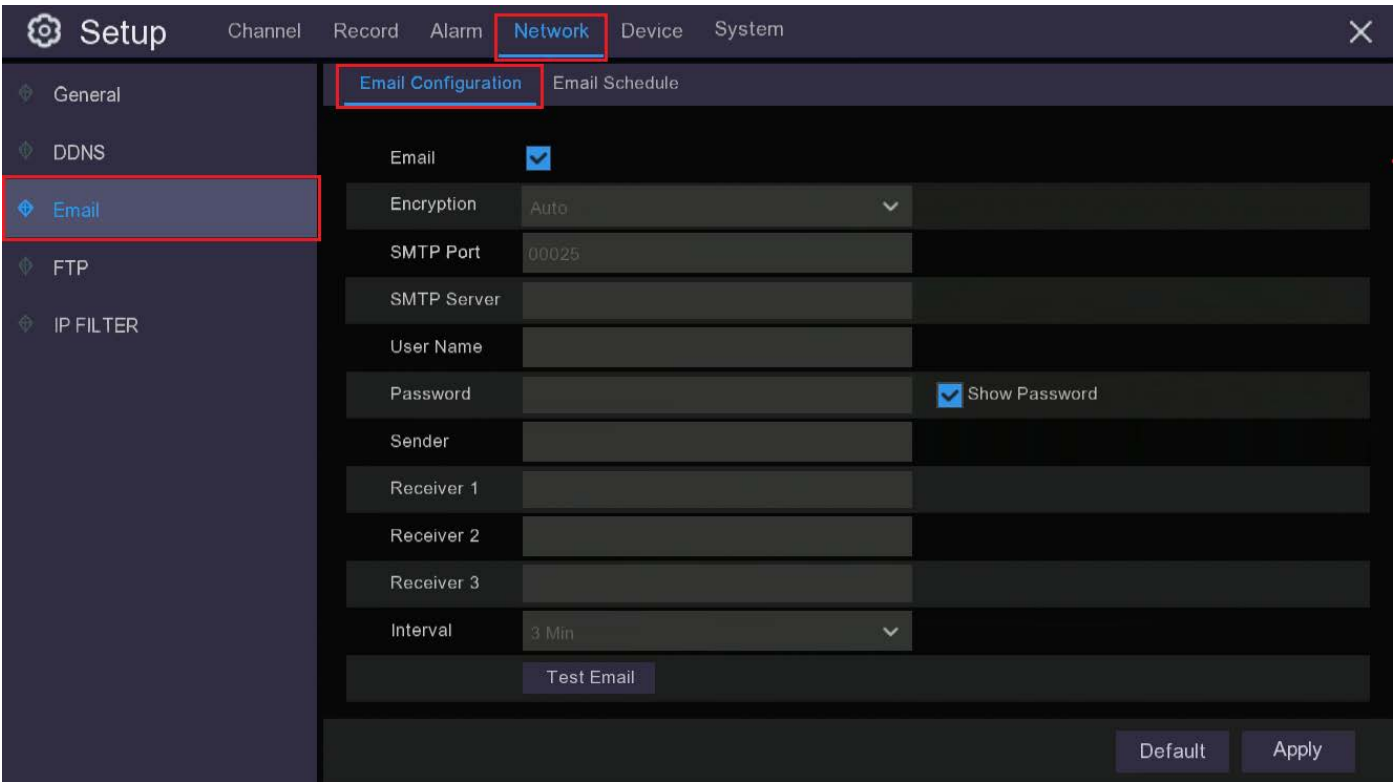 Setup Channel Record Alarm Network Device System
General
DDNS
Email
FTP
IP FILTER
Email Configuration Email Schedule
Email
Encryption Auto
SMTP Port 00025
SMTP Server
User Name
Password Show Password
Sender
Receiver 1
Receiver 2
Receiver 3
Interval 3 Min
Test Email
Default Apply